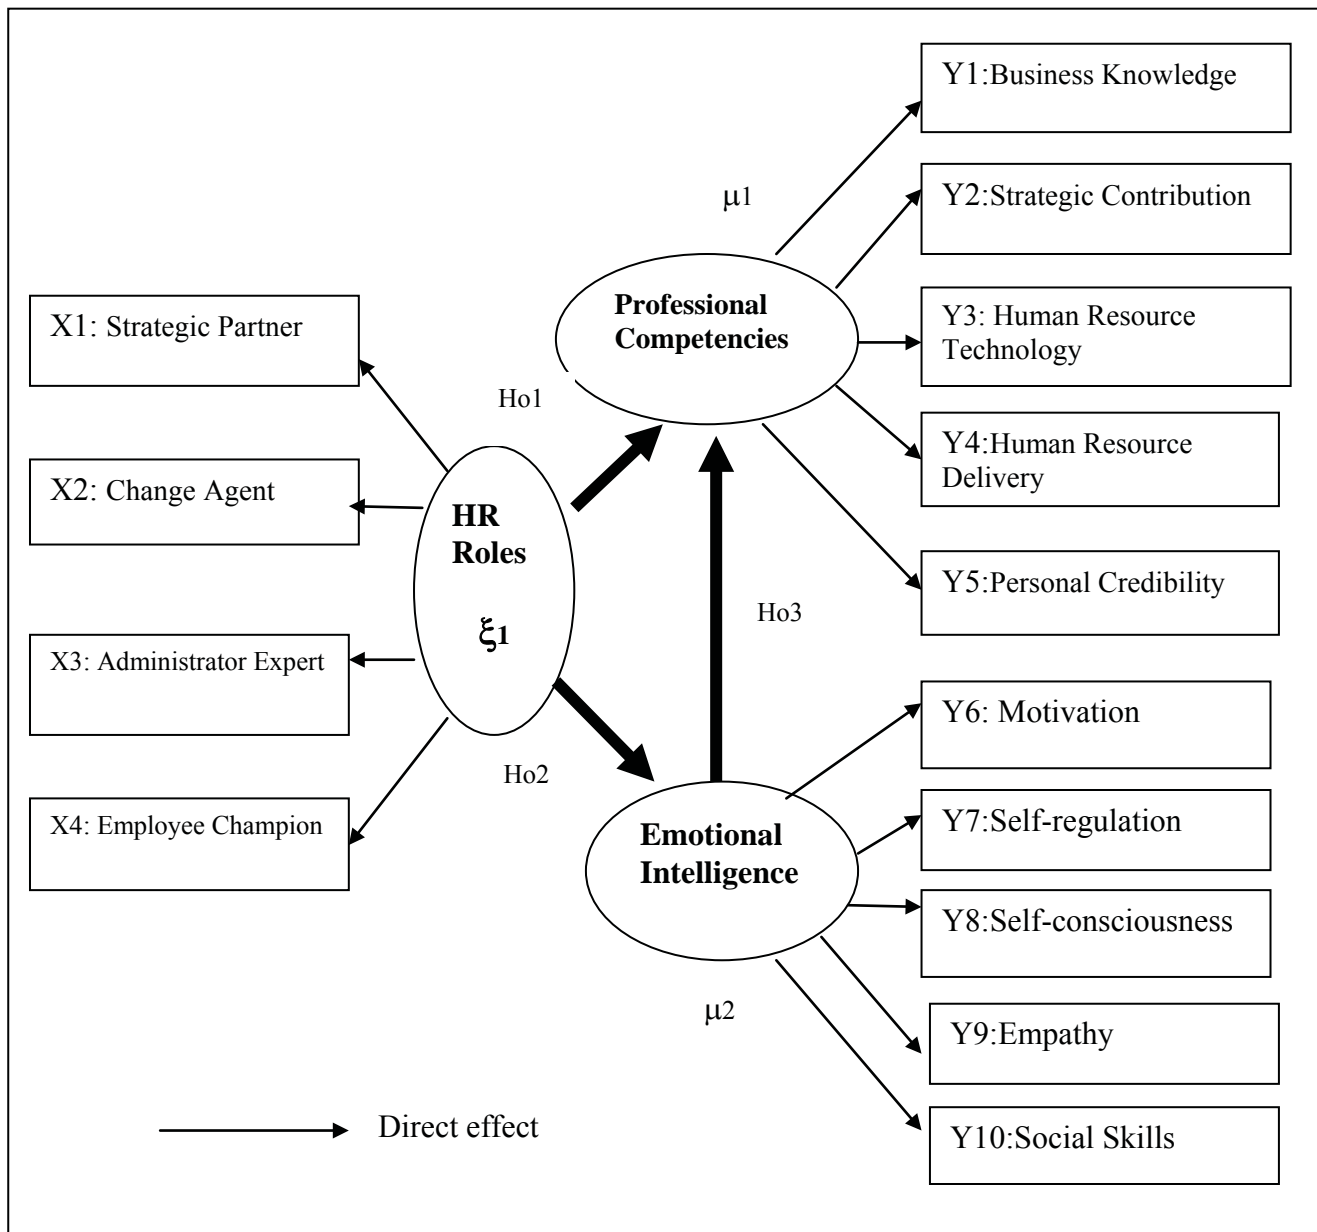 Y1:Business Knowledge
μ1
Y2:Strategic Contribution
Professional
Competencies
X1: Strategic Partner
Y3: Human Resource
Technology
Ho1
Y4:Human Resource
Delivery
X2: Change Agent
HR
Roles
ξ1
Y5:Personal Credibility
Ho3
X3: Administrator Expert
Y6: Motivation
Ho2
X4: Employee Champion
Emotional
Intelligence
Y7:Self-regulation
Y8:Self-consciousness
μ2
Y9:Empathy
Direct effect
Y10:Social Skills